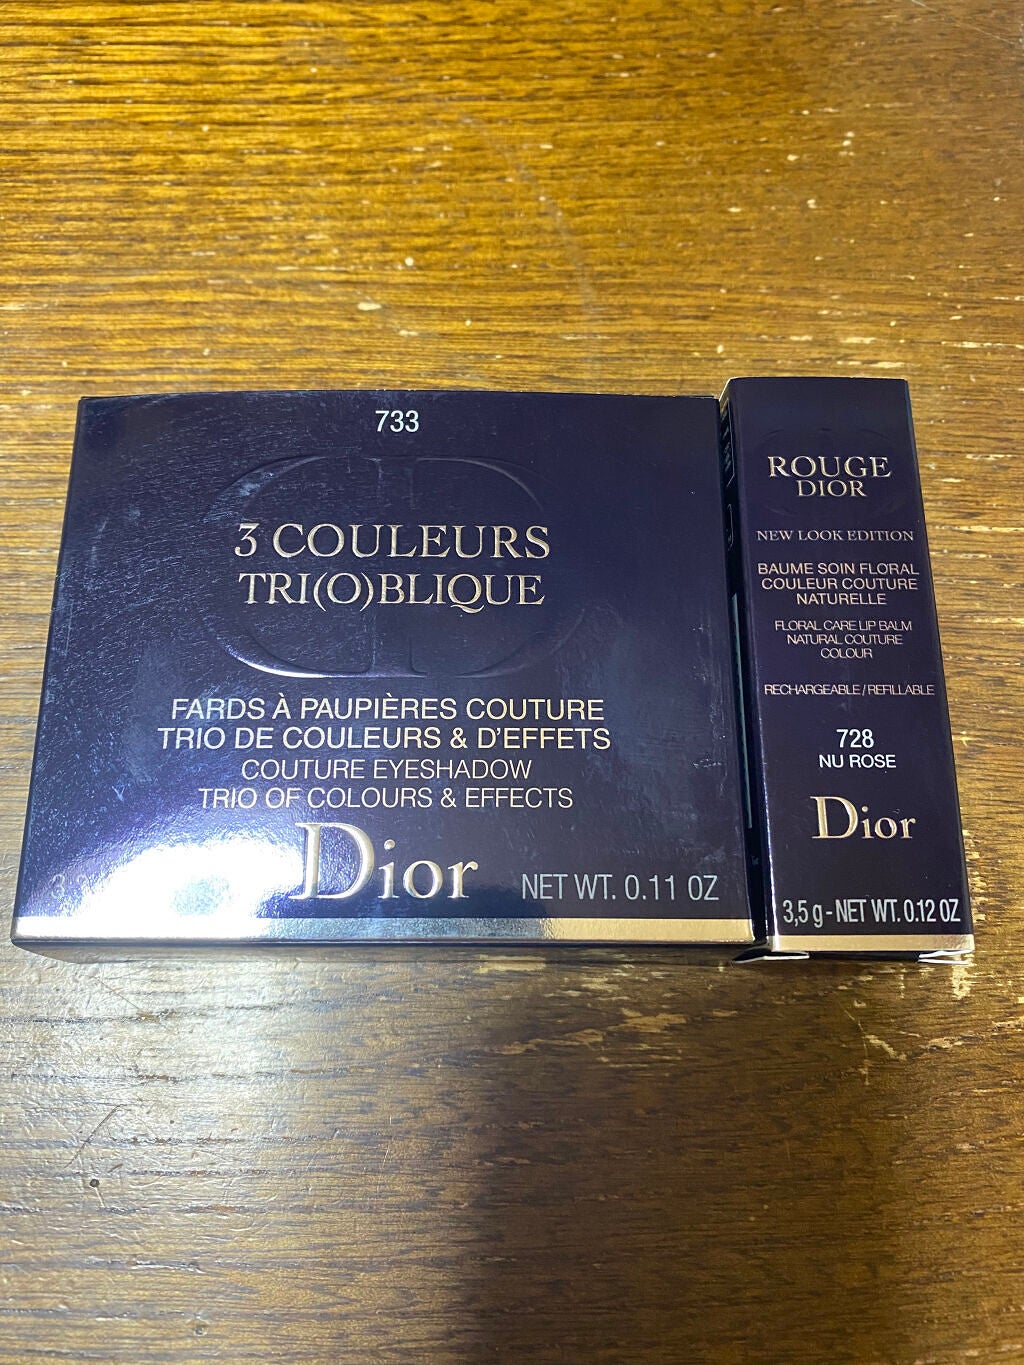 733
3 COULEURS
TRI(O)BLIQUE
FARDS À PAUPIÈRES COUTURE
TRIO DE COULEURS & D'EFFETS
COUTURE EYESHADOW
TRIO OF COLOURS & EFFECTS
Dior
NET WT. 0.11 OZ
ROUGE
DIOR
NEW LOOK EDITION
BAUME SOIN FLORAL
COULEUR COUTURE
NATURELLE
FLORAL CARE LIP BALM
NATURAL COUTURE
COLOUR
RECHARGEABLE / REFILLABLE
728
NU ROSE
Dior
3,5 g - NET WT. 0.12 OZ